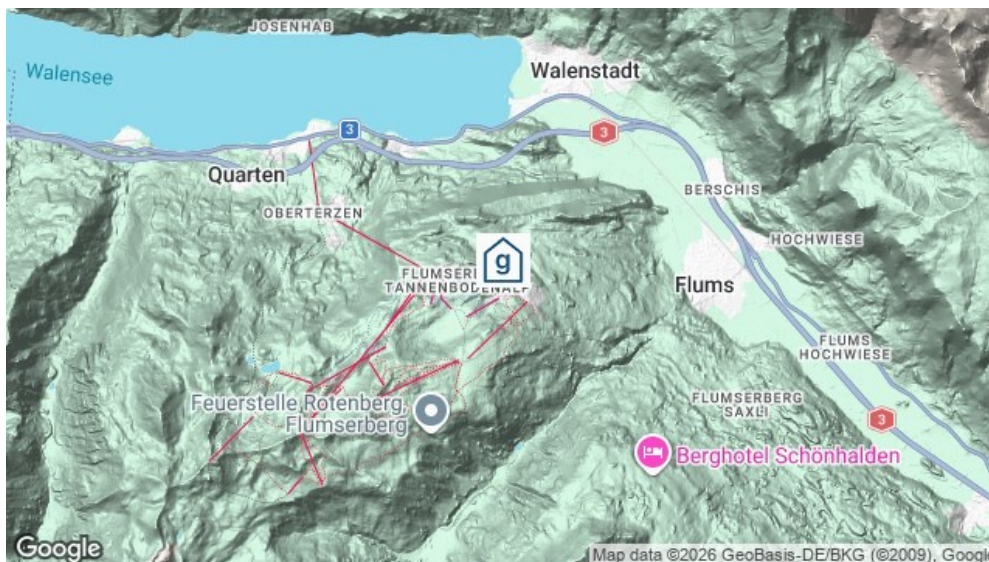 JOSENHAB
Walensee
Walenstadt
3
3
Quarten
BERSCHIS
OBERTERZEN
HOCHWIESE
g
FLUMSER
TANNENBODENALP
Flums
FLUMS
HOCHWIESE
Feuerstelle Rotenberg,
Flumserberg
FLUMSERBERG
SAXLI
3
Berghotel Schönhalden
Google
Map data ©2026 GeoBasis-DE/BKG (©2009), Google